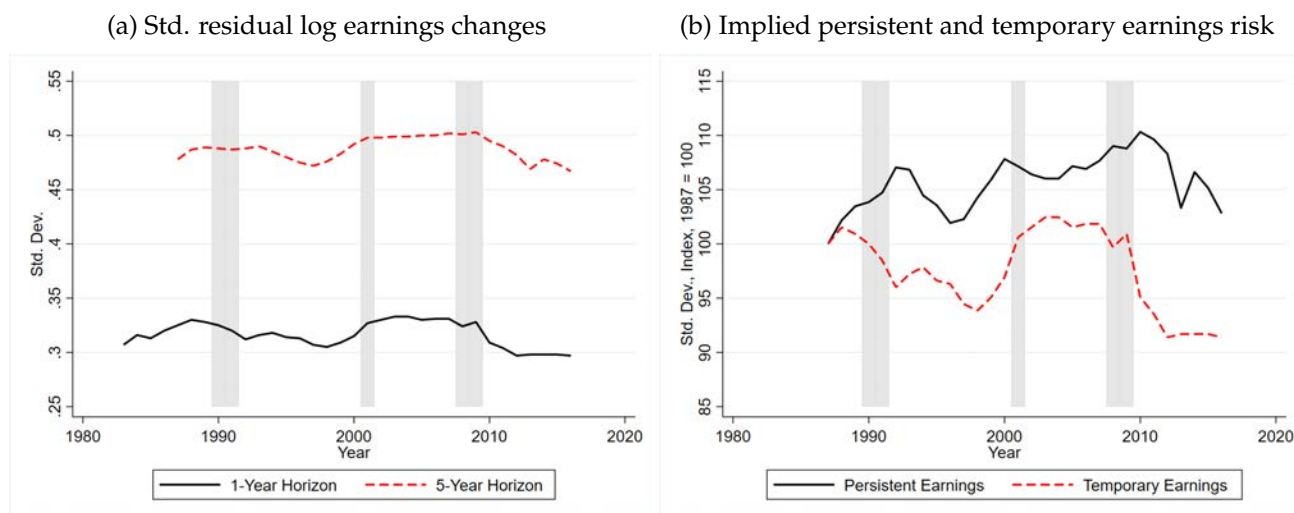 (a) Std. residual log earnings changes
Std. Dev.
.55
.5
.45
.4
.35
.3
.25
1980
1990
2000
2010
2020
Year
1-Year Horizon
5-Year Horizon
(b) Implied persistent and temporary earnings risk
Std. Dev., Index, 1987 = 100
115
110
105
100
95
90
85
1980
1990
2000
2010
2020
Year
Persistent Earnings
Temporary Earnings